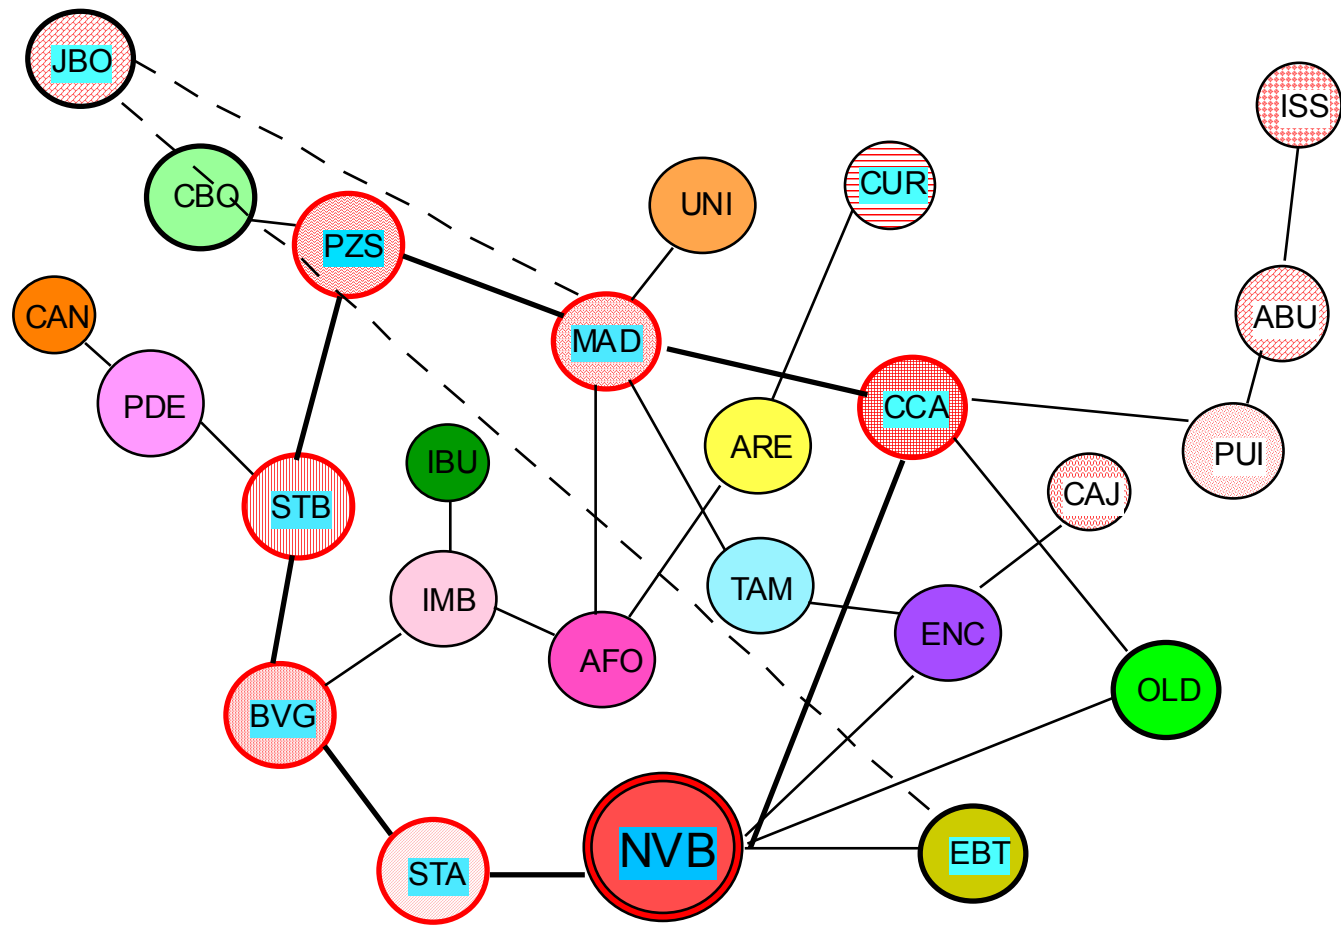 JBO
ISS
CBO
UNI
CUR
PZS
CAN
MAD
ABU
PDE
CCA
IBU
ARE
PUI
STB
CAJ
IMB
TAM
ENC
AFO
OLD
BVG
NVB
EBT
STA